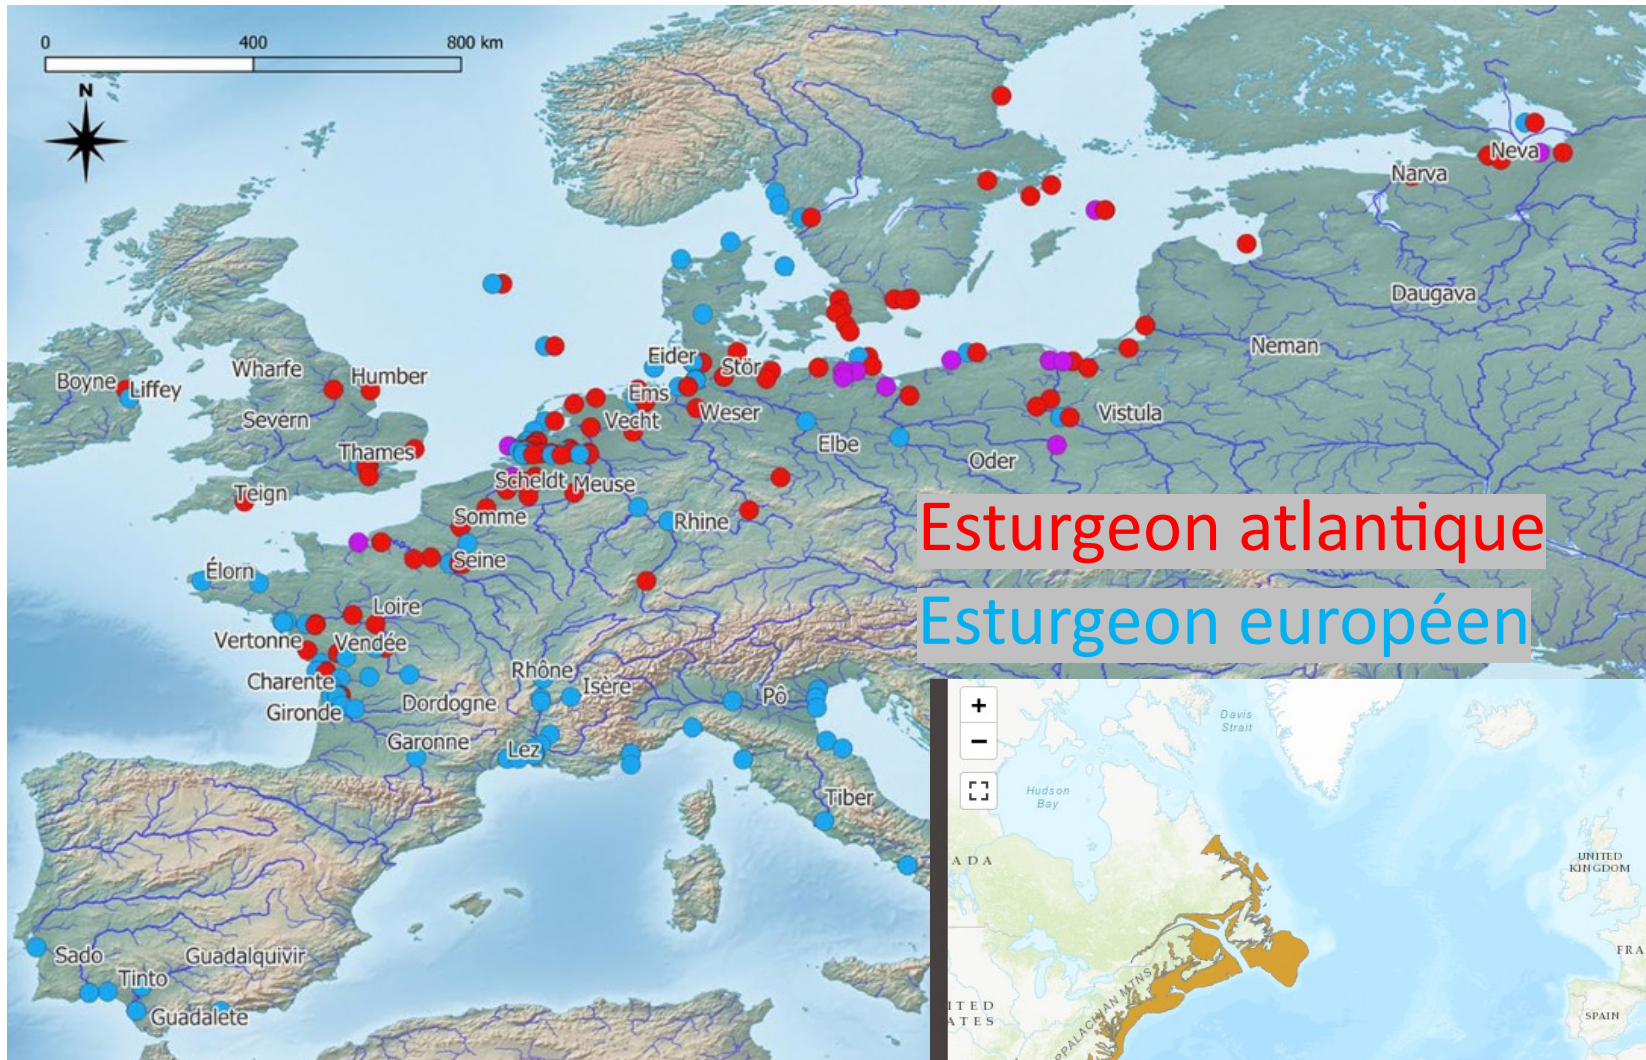 0 400 800 km
N
Neva
Narva
Daugava
Neman
Boyne
Liffey
Wharfe
Humber
Severn
Thames
Teign
Eider
Stör
Ems
Weser
Vecht
Vistula
Elbe
Oder
Scheldt
Meuse
Somme
Rhine
Seine
Élorn
Loire
Vertonne
Vendée
Charente
Gironde
Dordogne
Garonne
Rhône
Isère
Lez
Pô
Tiber
Sado
Tinto
Guadalquivir
Guadalete
Esturgeon atlantique
Esturgeon européen
+
−
Davis
Strait
Hudson
Bay
ADA
UNITED
KINGDOM
FRA
SPAIN
ITED
ATES
PPALACHIAN MTNS